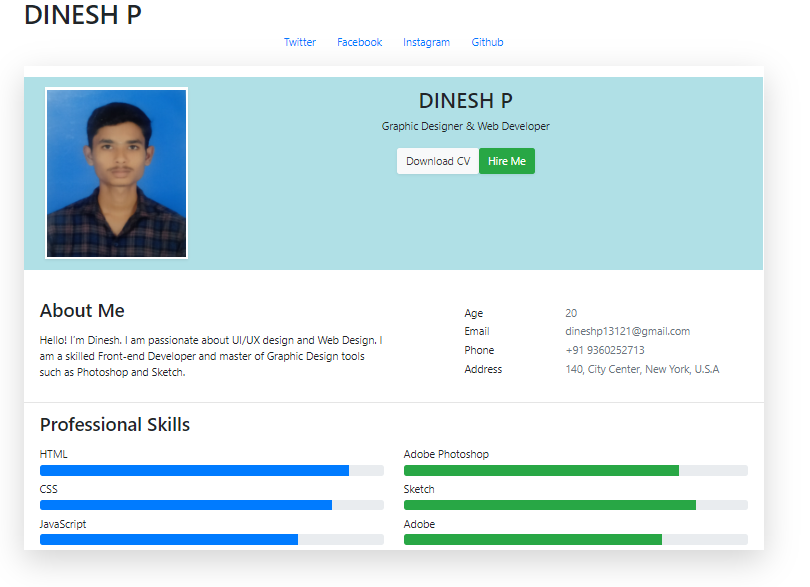 DINESH P
Twitter Facebook Instagram Github
DINESH P
Graphic Designer & Web Developer
Download CV Hire Me
About Me
Hello! I'm Dinesh. I am passionate about UI/UX design and Web Design. I
am a skilled Front-end Developer and master of Graphic Design tools
such as Photoshop and Sketch.
Age 20
Email dineshp13121@gmail.com
Phone +91 9360252713
Address 140, City Center, New York, U.S.A
Professional Skills
HTML
CSS
JavaScript
Adobe Photoshop
Sketch
Adobe